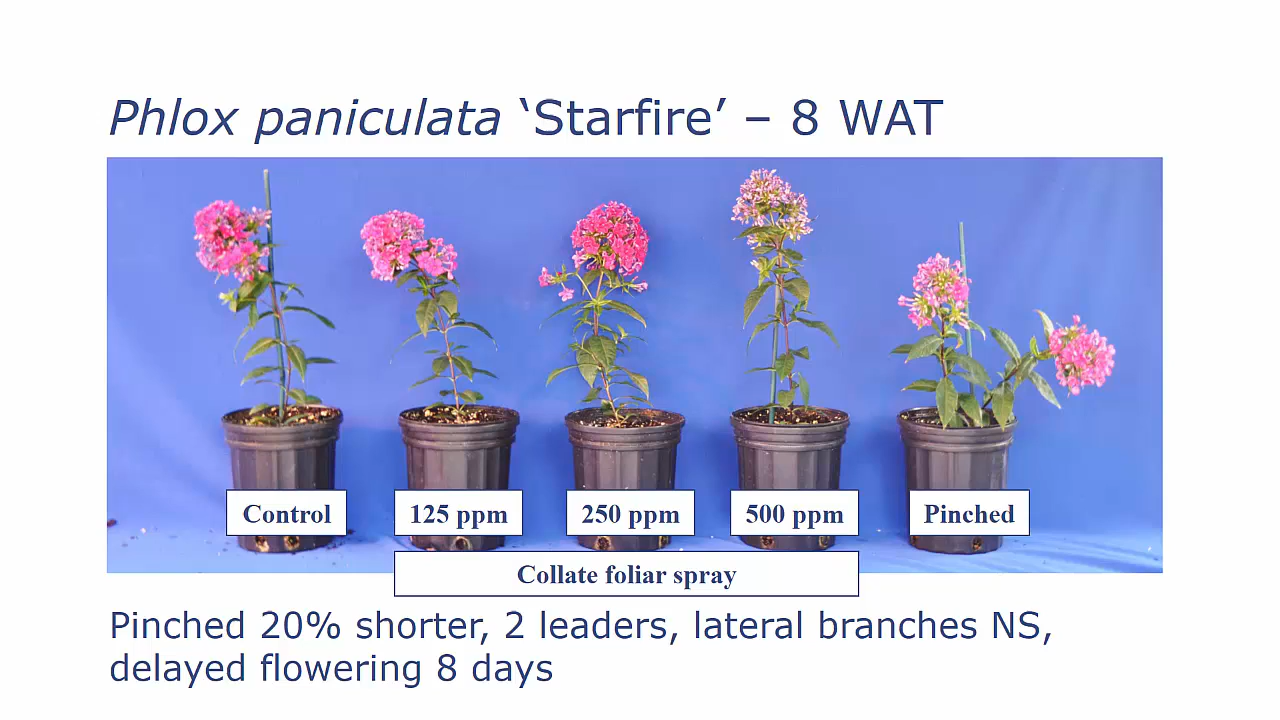 Phlox paniculata ‘Starfire’ – 8 WAT
Control
125 ppm
250 ppm
500 ppm
Pinched
Collate foliar spray
Pinched 20% shorter, 2 leaders, lateral branches NS,
delayed flowering 8 days